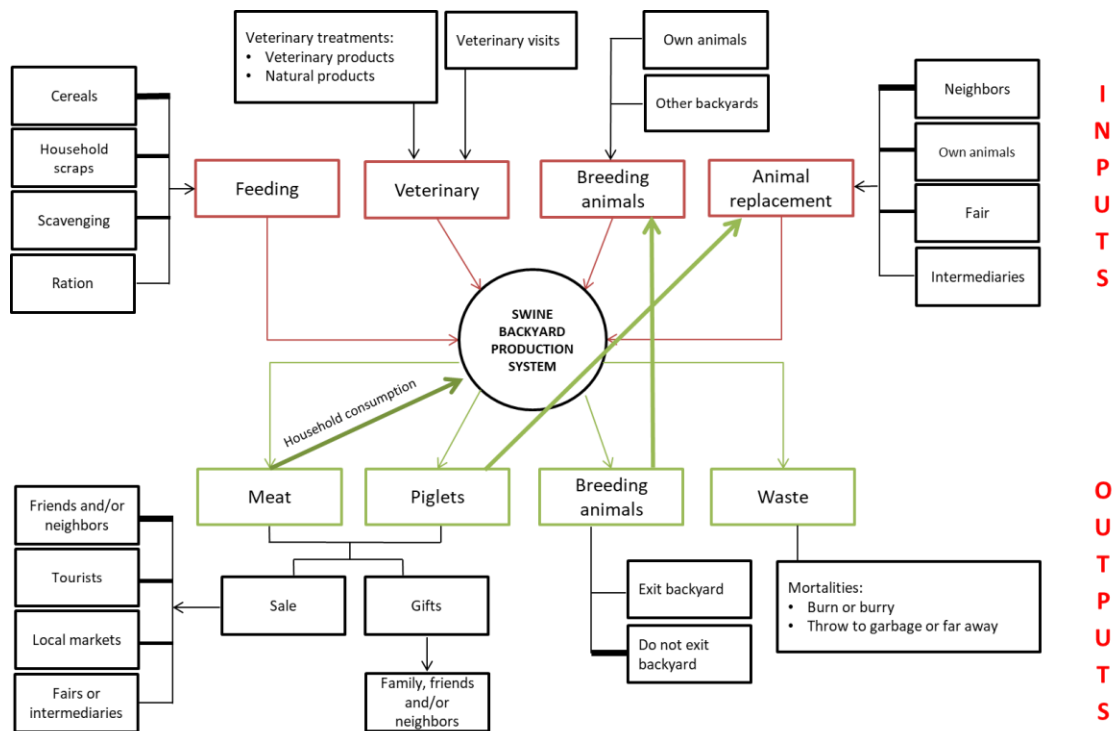 Veterinary treatments:
• Veterinary products
• Natural products
Veterinary visits
Own animals
Other backyards
Cereals
Household
scraps
Scavenging
Ration
Neighbors
Own animals
Fair
Intermediaries
I
N
P
U
T
S
Feeding
Veterinary
Breeding
animals
Animal
replacement
SWINE
BACKYARD
PRODUCTION
SYSTEM
Household consumption
Meat
Piglets
Breeding
animals
Waste
Friends and/or
neighbors
Tourists
Local markets
Fairs or
intermediaries
Sale
Gifts
Family, friends
and/or
neighbors
Exit backyard
Do not exit
backyard
Mortalities:
• Burn or burry
• Throw to garbage or far away
O
U
T
P
U
T
S